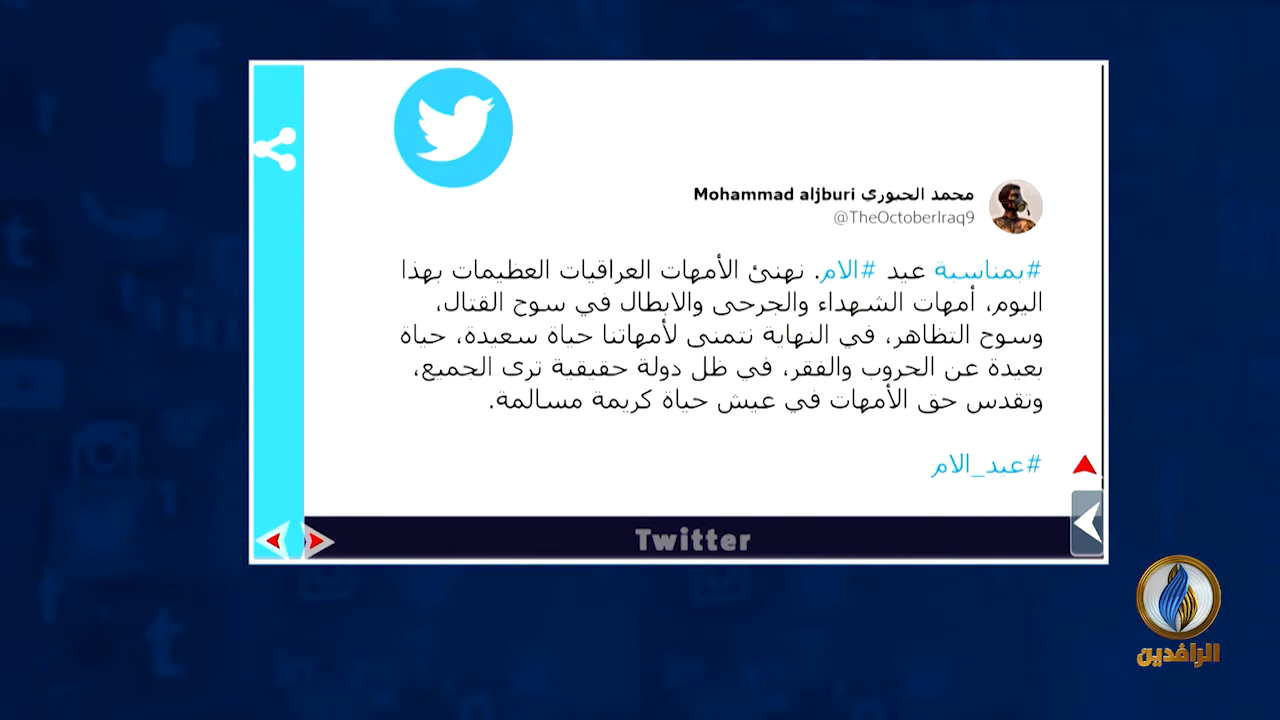 محمد الجبوري Mohammad aljburi
@TheOctoberIraq9
#بمناسبة عيد #الام. نهنئ الأمهات العراقيات العظيمات بهذا
اليوم، أمهات الشهداء والجرحى والابطال في سوح القتال،
وسوح التظاهر، في النهاية نتمنى لأمهاتنا حياة سعيدة، حياة
بعيدة عن الحروب والفقر، في ظل دولة حقيقية ترى الجميع،
وتقدس حق الأمهات في عيش حياة كريمة مسالمة.
#عيد_الام
Twitter
الرافدين